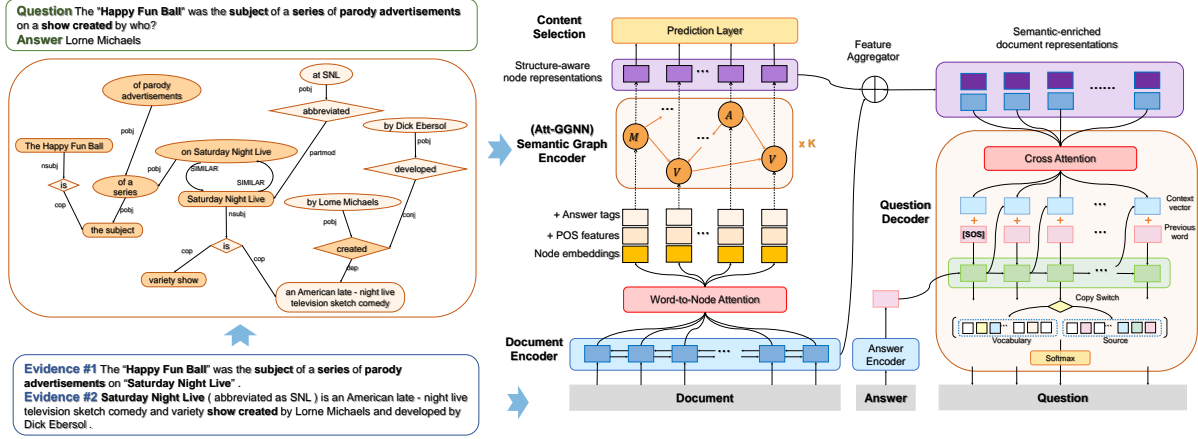 Question The "Happy Fun Ball" was the subject of a series of parody advertisements
on a show created by who?
Answer Lorne Michaels
at SNL
pobj
of parody
advertisements
abbreviated
by Dick Ebersol
pobj
The Happy Fun Ball
on Saturday Night Live
partmod
pobj
nsubj
pobj
SIMILAR
developed
is
of a
series
SIMILAR
Saturday Night Live
by Lorne Michaels
cop
pobj
nsubj
pobj
conj
the subject
is
created
cop
cop
dep
variety show
an American late - night live
television sketch comedy
Evidence #1 The "Happy Fun Ball" was the subject of a series of parody
advertisements on "Saturday Night Live" .
Evidence #2 Saturday Night Live ( abbreviated as SNL ) is an American late - night live
television sketch comedy and variety show created by Lorne Michaels and developed by
Dick Ebersol .
Content
Selection
Prediction Layer
Structure-aware
node representations
...
(Att-GGNN)
Semantic Graph
Encoder
M
...
A
...
V
V
x K
+ Answer tags
+ POS features
Node embeddings
...
Word-to-Node Attention
Document
Encoder
...
Document
Feature
Aggregator
Answer
Encoder
Answer
Semantic-enriched
document representations
......
Cross Attention
Question
Decoder
Context
vector
+
+
+
+
...
[SOS]
Previous
word
...
Copy Switch
...
...
Vocabulary
Source
Softmax
Question